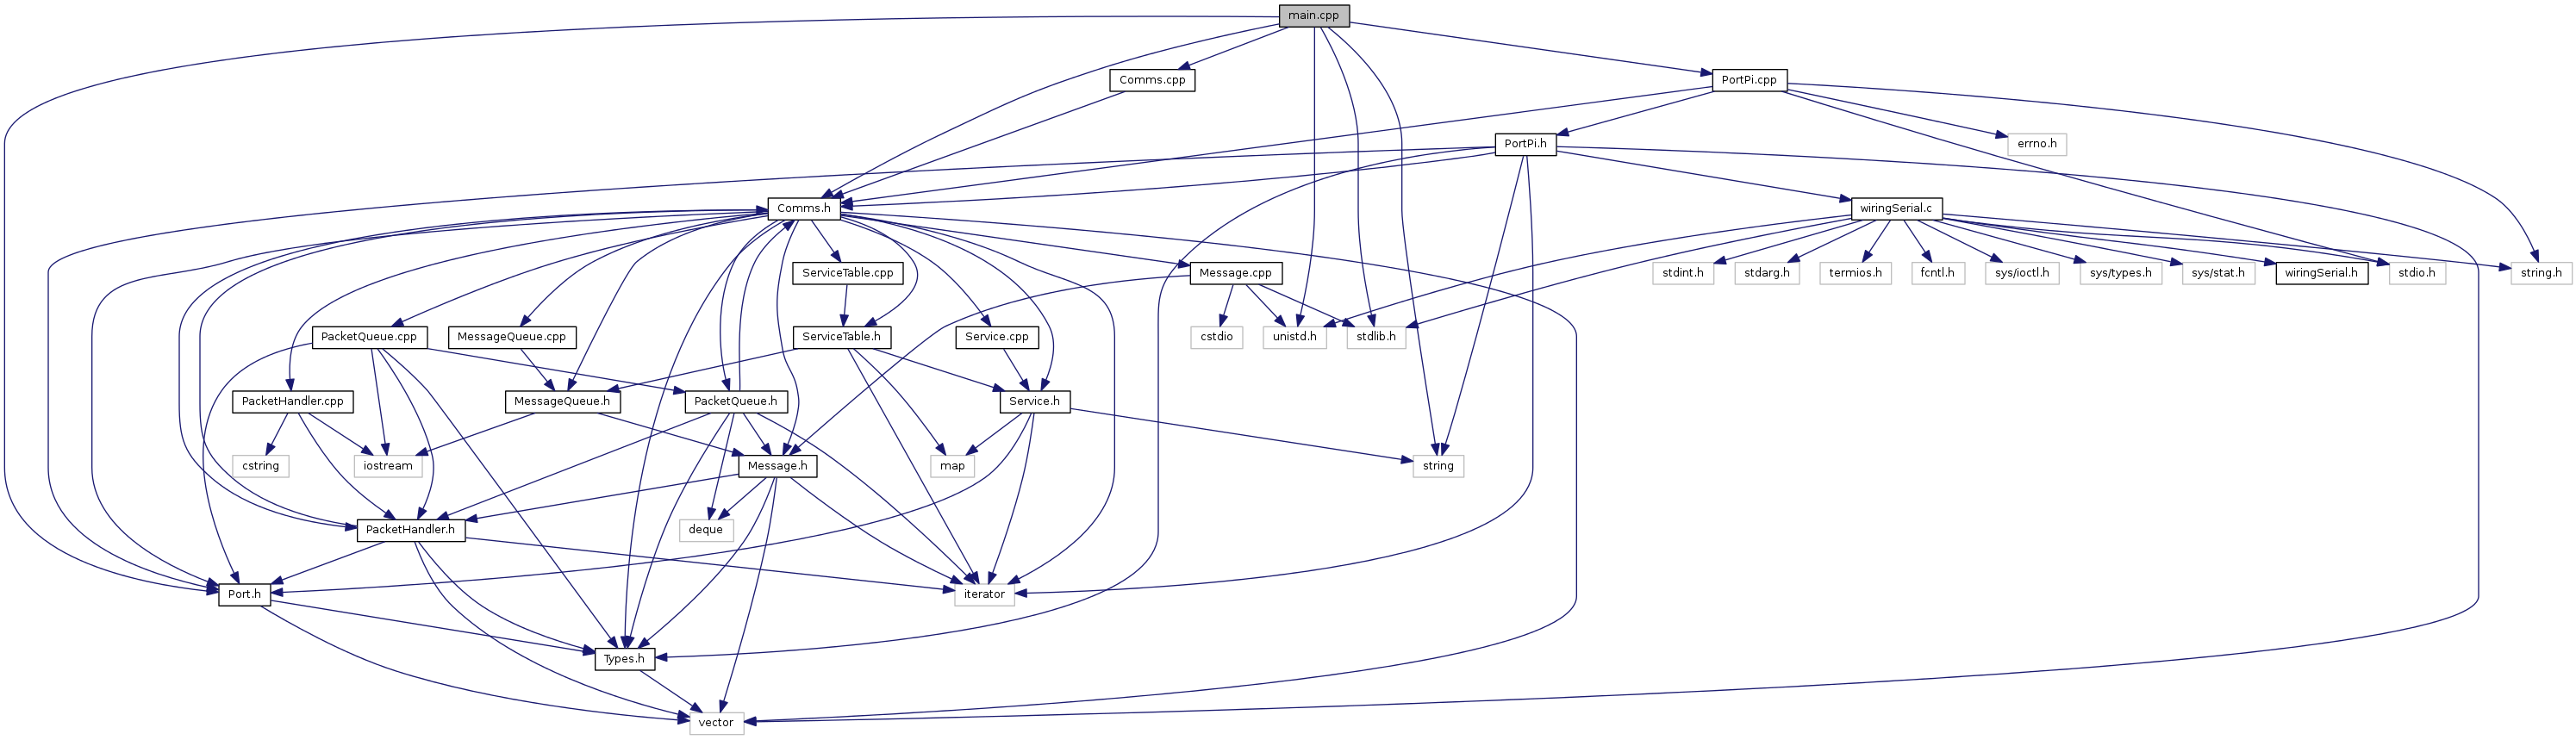 main.cpp
Comms.cpp
PortPi.cpp
PortPi.h
errno.h
Comms.h
wiringSerial.c
ServiceTable.cpp
Message.cpp
stdint.h
stdarg.h
termios.h
fcntl.h
sys/ioctl.h
sys/types.h
sys/stat.h
wiringSerial.h
stdio.h
string.h
PacketQueue.cpp
MessageQueue.cpp
ServiceTable.h
Service.cpp
cstdio
unistd.h
stdlib.h
PacketHandler.cpp
MessageQueue.h
PacketQueue.h
Service.h
cstring
iostream
Message.h
map
string
PacketHandler.h
deque
Port.h
iterator
Types.h
vector